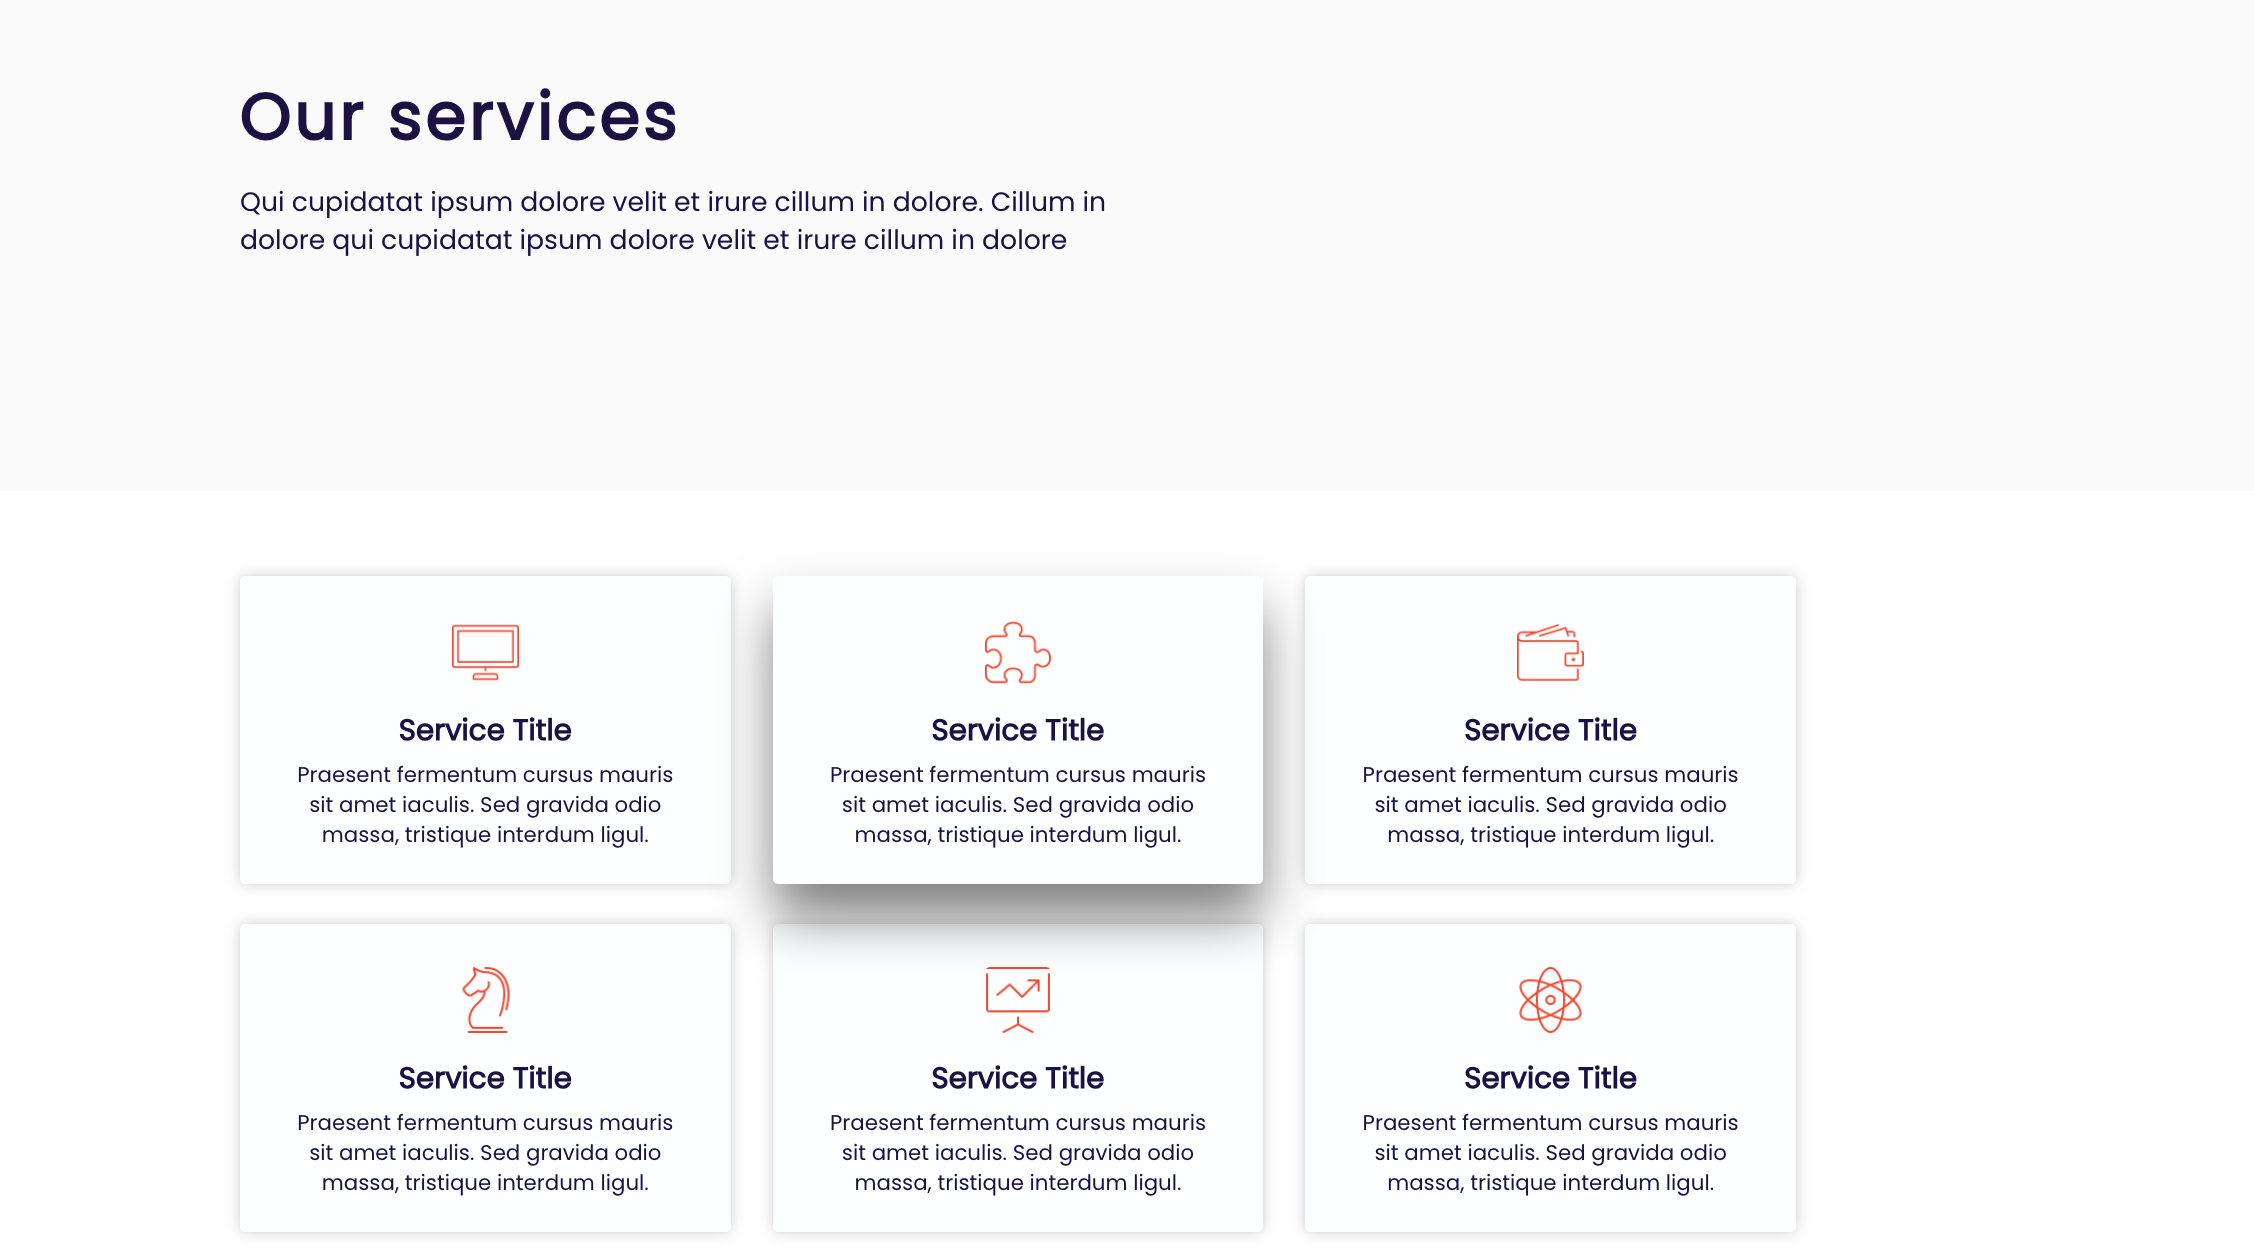 Our services
Qui cupidatat ipsum dolore velit et irure cillum in dolore. Cillum in
dolore qui cupidatat ipsum dolore velit et irure cillum in dolore
Service Title
Praesent fermentum cursus mauris
sit amet iaculis. Sed gravida odio
massa, tristique interdum ligul.
Service Title
Praesent fermentum cursus mauris
sit amet iaculis. Sed gravida odio
massa, tristique interdum ligul.
Service Title
Praesent fermentum cursus mauris
sit amet iaculis. Sed gravida odio
massa, tristique interdum ligul.
Service Title
Praesent fermentum cursus mauris
sit amet iaculis. Sed gravida odio
massa, tristique interdum ligul.
Service Title
Praesent fermentum cursus mauris
sit amet iaculis. Sed gravida odio
massa, tristique interdum ligul.
Service Title
Praesent fermentum cursus mauris
sit amet iaculis. Sed gravida odio
massa, tristique interdum ligul.